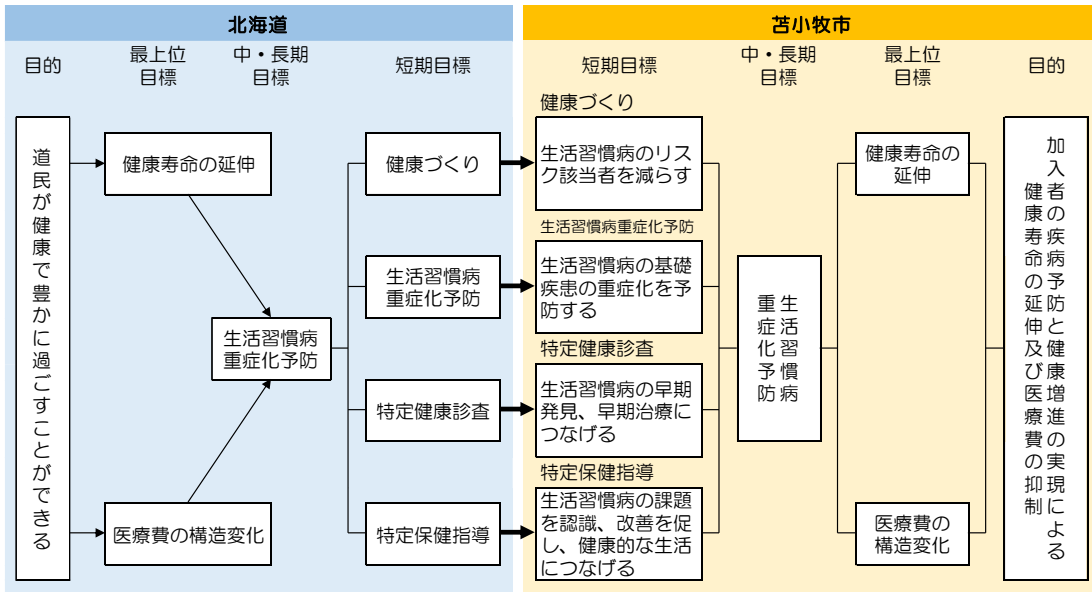 北海道
目的
最上位
目標
中・長期
目標
短期目標
道民が健康で豊かに過ごすことができる
健康寿命の延伸
医療費の構造変化
生活習慣病
重症化予防
健康づくり
生活習慣病
重症化予防
特定健康診査
特定保健指導
苫小牧市
短期目標
中・長期
目標
最上位
目標
目的
健康づくり
生活習慣病のリス
ク該当者を減らす
生活習慣病重症化予防
生活習慣病の基礎
疾患の重症化を予
防する
特定健康診査
生活習慣病の早期
発見、早期治療に
つなげる
特定保健指導
生活習慣病の課題
を認識、改善を促
し、健康的な生活
につなげる
生活習慣病
重症化予防
健康寿命の
延伸
医療費の
構造変化
加入者の疾病予防と健康増進の実現による
健康寿命の延伸及び医療費の抑制